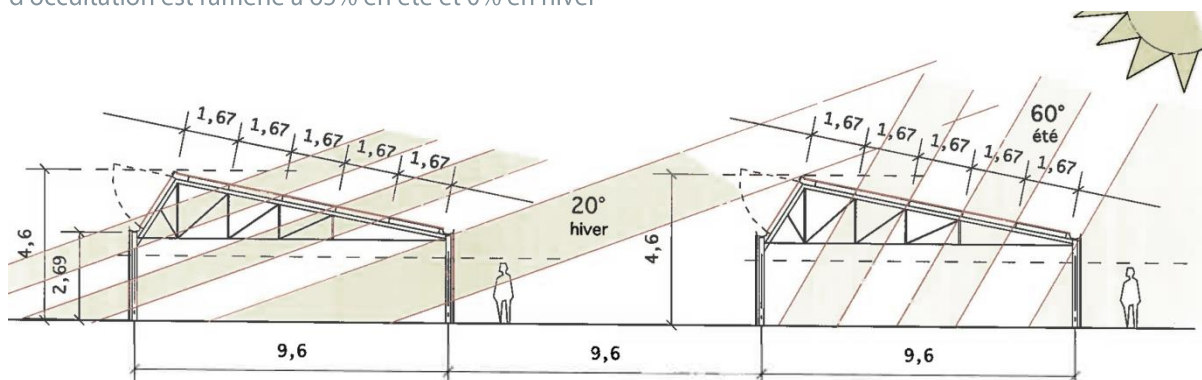 d'occultation est ramené à 65% en été et 0% en hiver
1,67 1,67 1,67 1,67 1,67
1,67 1,67 1,67 1,67 1,67
60°
été
20°
hiver
4,6
2,69
4,6
9,6 9,6 9,6